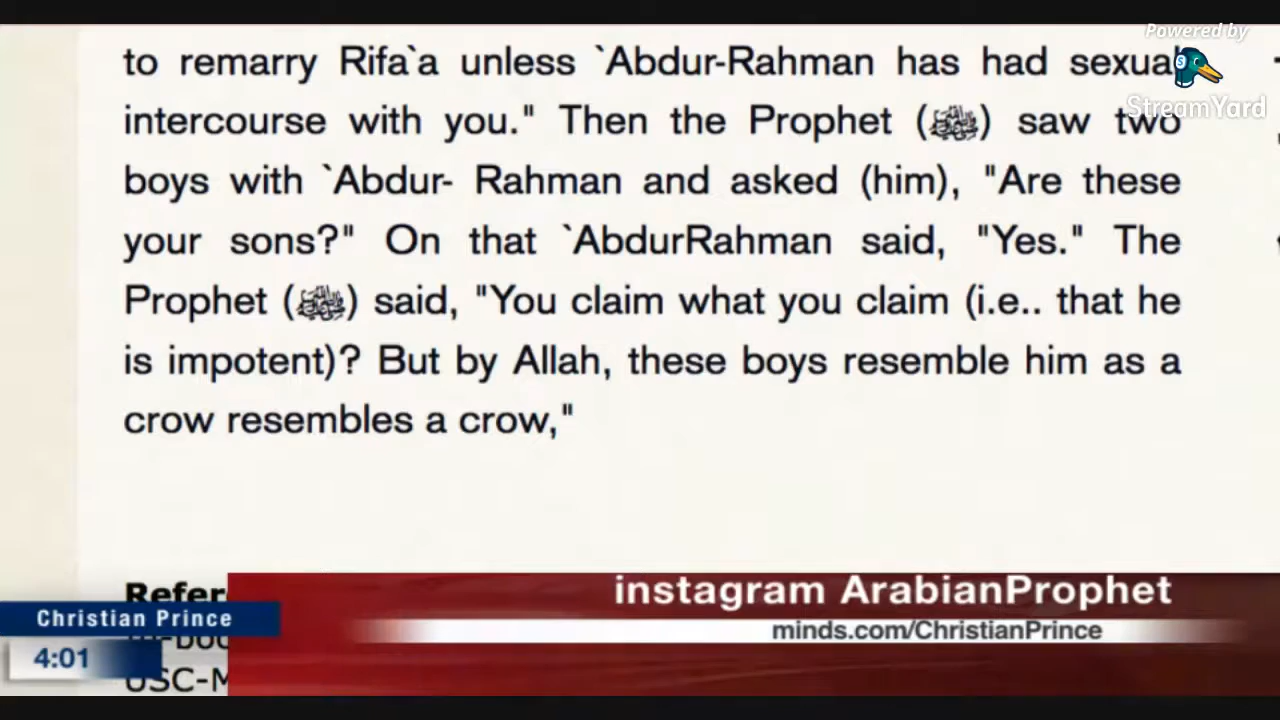 Powered by
StreamYard
to remarry Rifa`a unless `Abdur-Rahman has had sexual
intercourse with you." Then the Prophet (ﷺ) saw two
boys with `Abdur- Rahman and asked (him), "Are these
your sons?" On that `AbdurRahman said, "Yes." The
Prophet (ﷺ) said, "You claim what you claim (i.e.. that he
is impotent)? But by Allah, these boys resemble him as a
crow resembles a crow,"
Refer
USC-M
instagram ArabianProphet
minds.com/ChristianPrince
Christian Prince
4:01